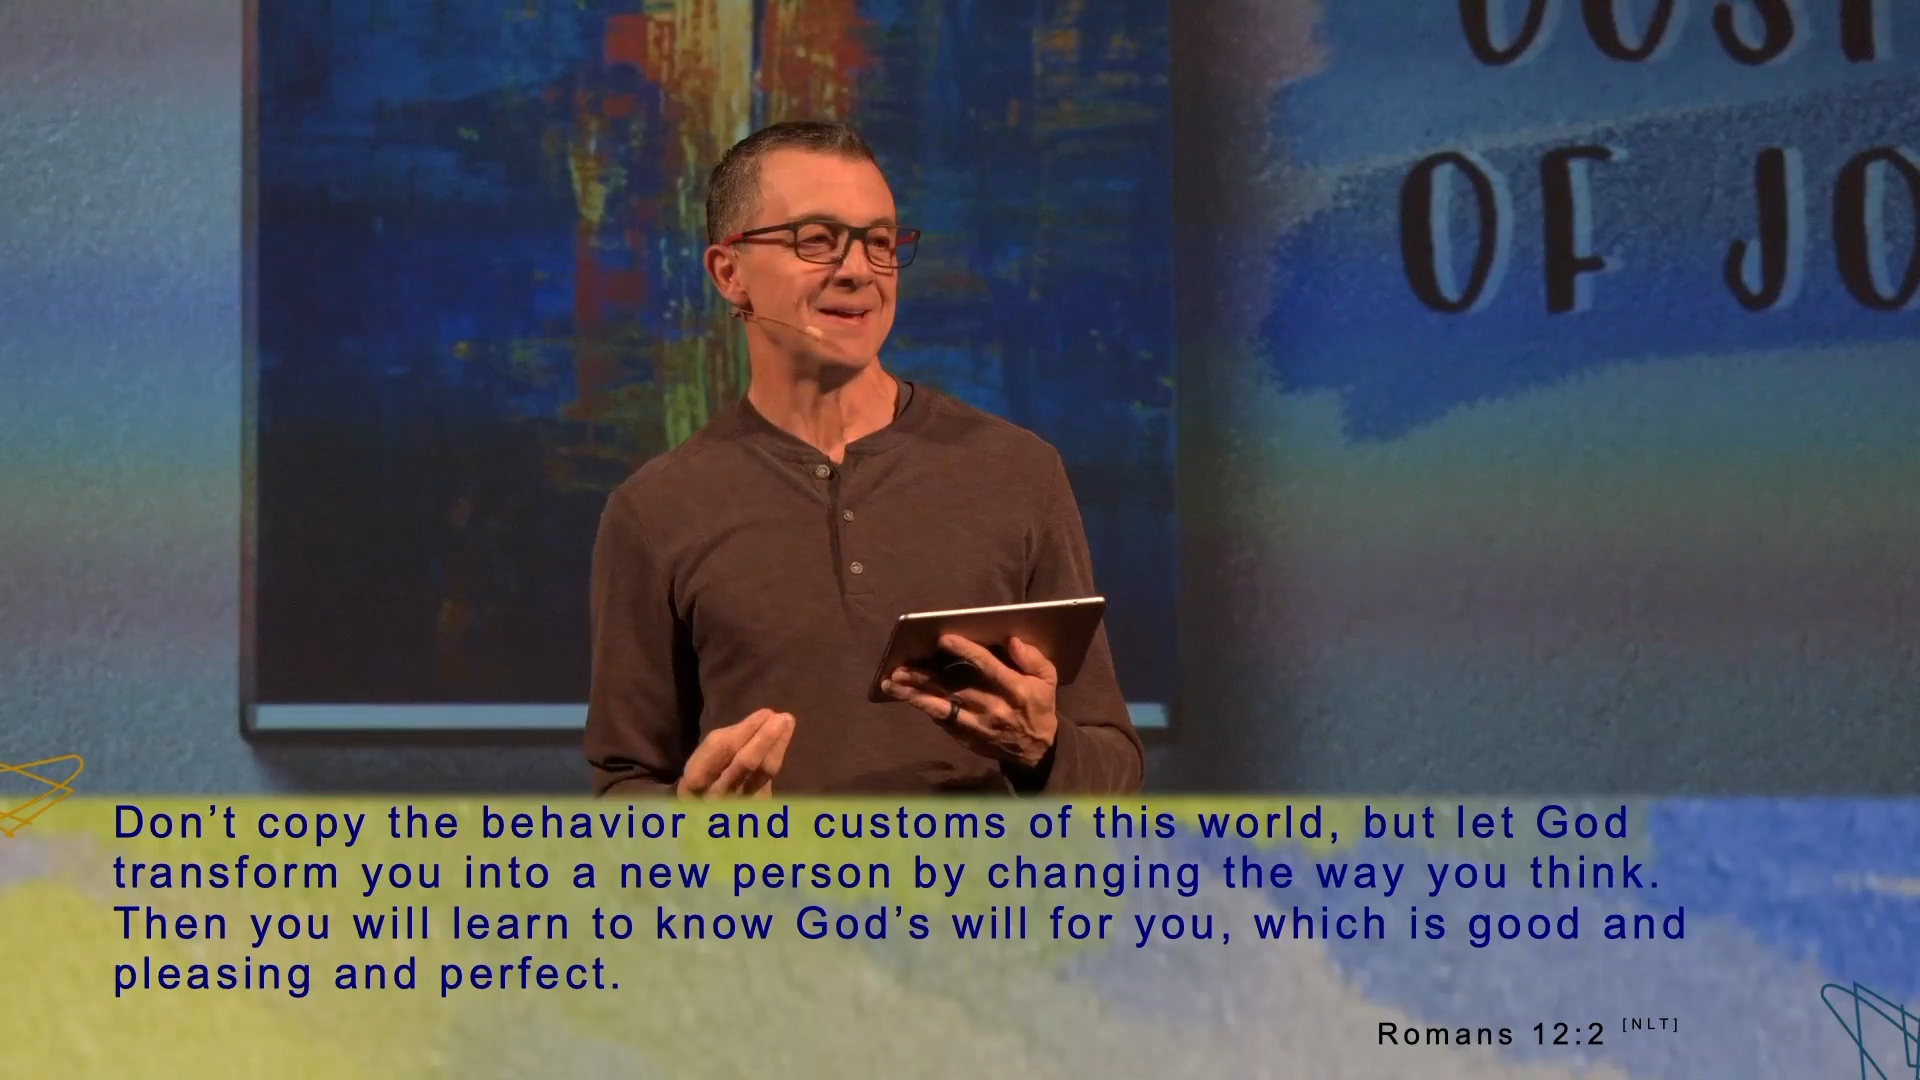 OF JO
Don’t copy the behavior and customs of this world, but let God
transform you into a new person by changing the way you think.
Then you will learn to know God’s will for you, which is good and
pleasing and perfect.
Romans 12:2 [NLT]